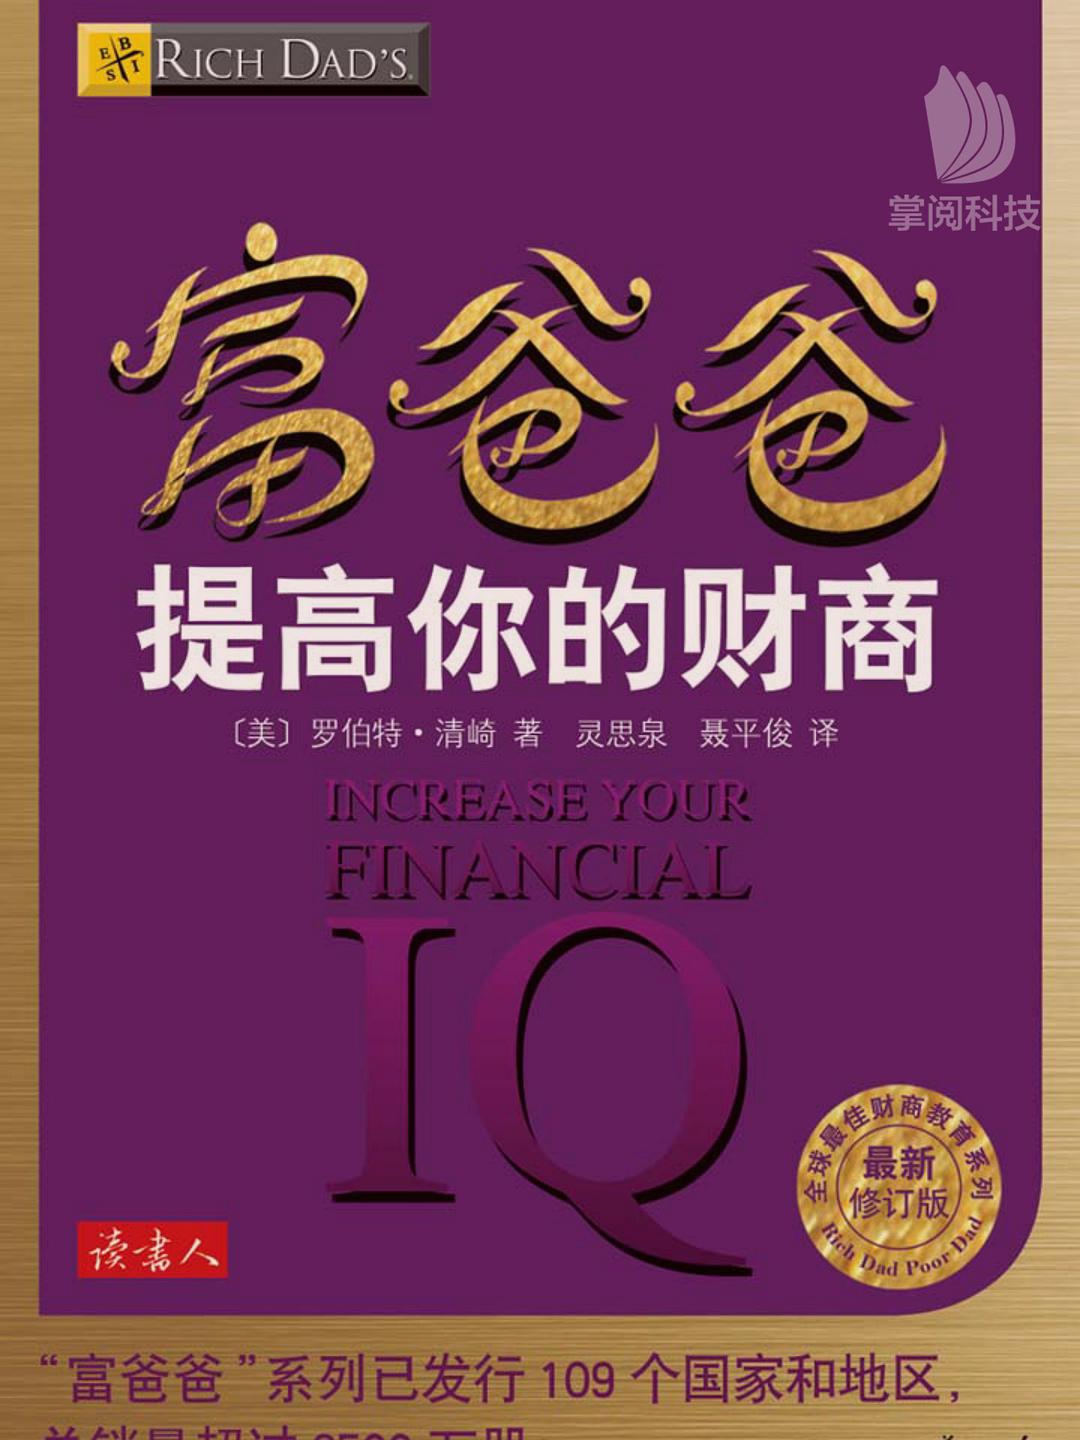 E B S I RICH DAD'S®
掌阅科技
富爸爸
提高你的财商
〔美〕罗伯特·清崎 著 灵思泉 聂平俊 译
INCREASE YOUR
FINANCIAL
IQ
全球最佳财商教育系列
最新
修订版
Rich Dad Poor Dad
读书人
“富爸爸”系列已发行 109 个国家和地区，